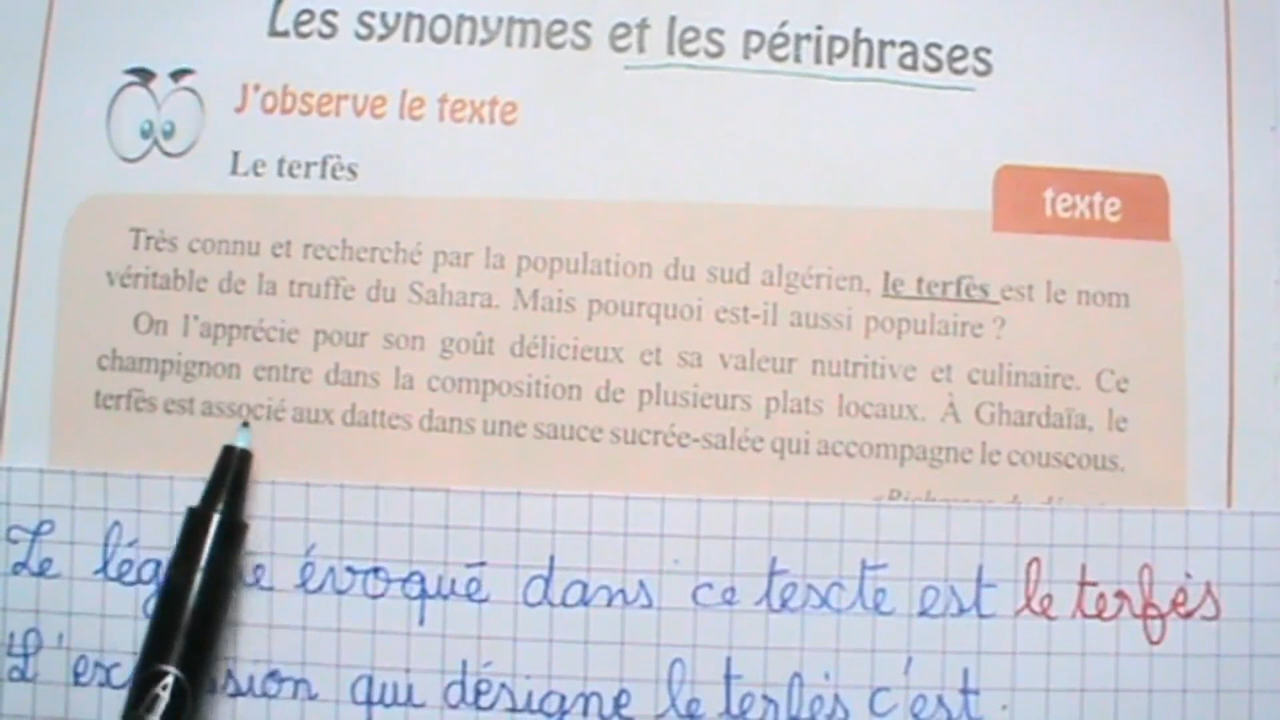 Les synonymes et les périphrases
J'observe le texte
Le terfès
texte
Très connu et recherché par la population du sud algérien, le terfès est le nom
véritable de la truffe du Sahara. Mais pourquoi est-il aussi populaire ?
On l'apprécie pour son goût délicieux et sa valeur nutritive et culinaire. Ce
champignon entre dans la composition de plusieurs plats locaux. À Ghardaïa, le
terfès est associé aux dattes dans une sauce sucrée-salée qui accompagne le couscous.
Le évoqué dans ce texte est le terfès
qui désigne le terfès c'est